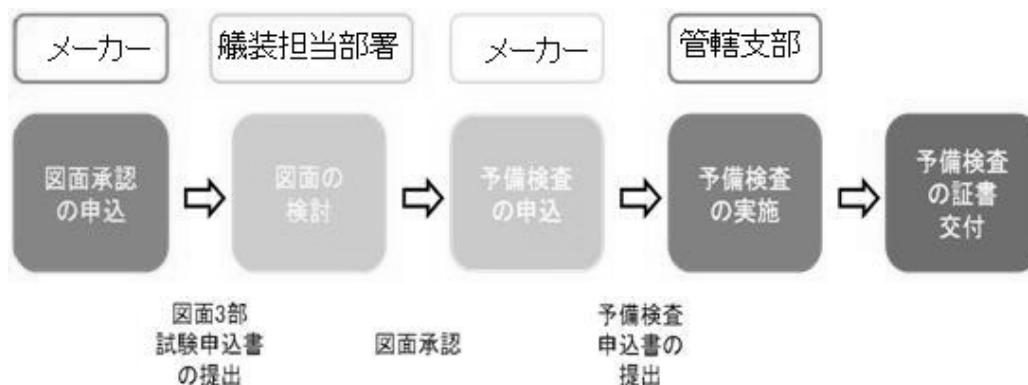 メーカー
艤装担当部署
メーカー
管轄支部
図面承認
の申込
図面の
検討
予備検査
の申込
予備検査
の実施
予備検査
の証書
交付
図面3部
試験申込書
の提出
図面承認
予備検査
申込書の
提出